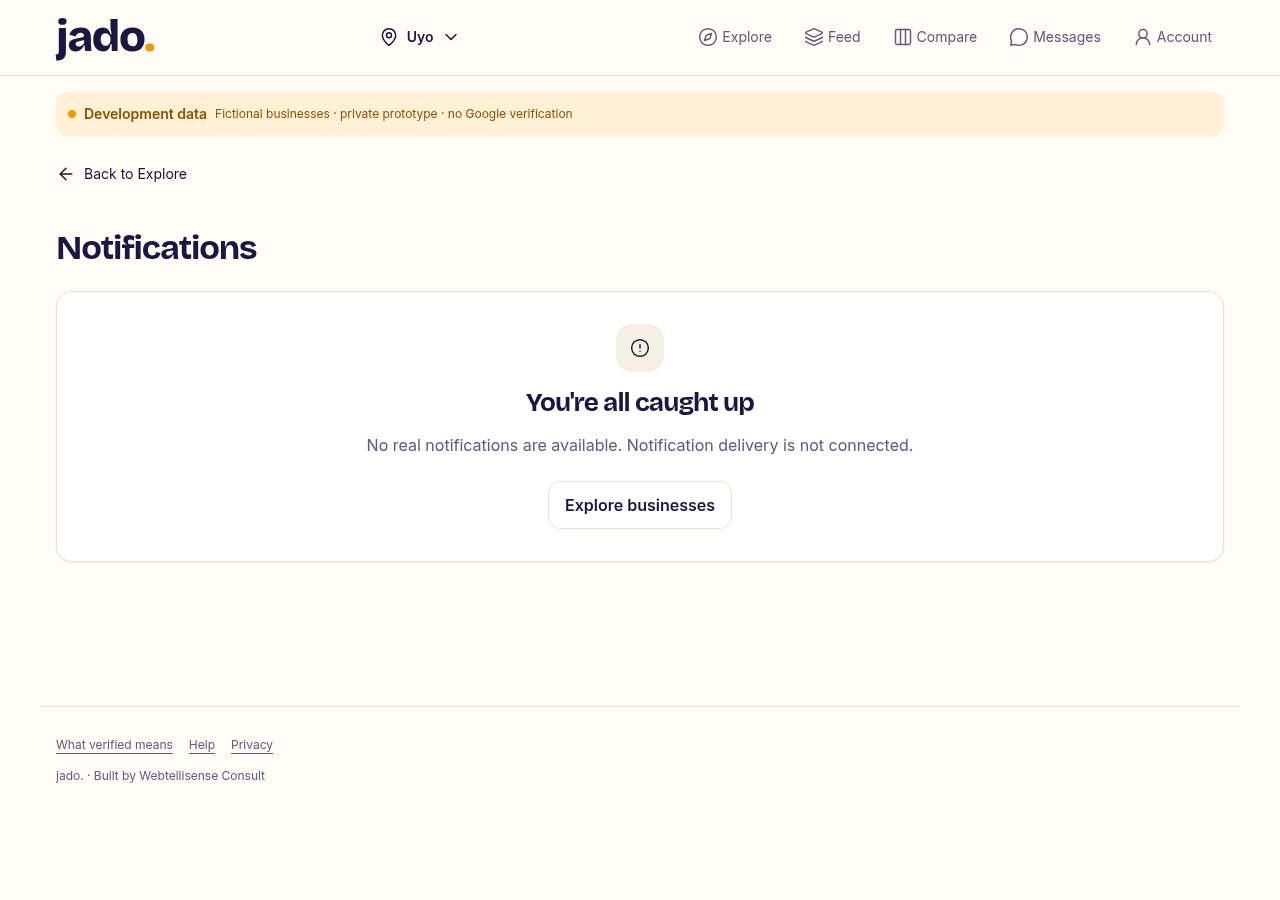 jado.
Uyo
Explore
Feed
Compare
Messages
Account
Development data Fictional businesses · private prototype · no Google verification
Back to Explore
Notifications
You're all caught up
No real notifications are available. Notification delivery is not connected.
Explore businesses
What verified means Help Privacy
jado. · Built by Webtellisense Consult